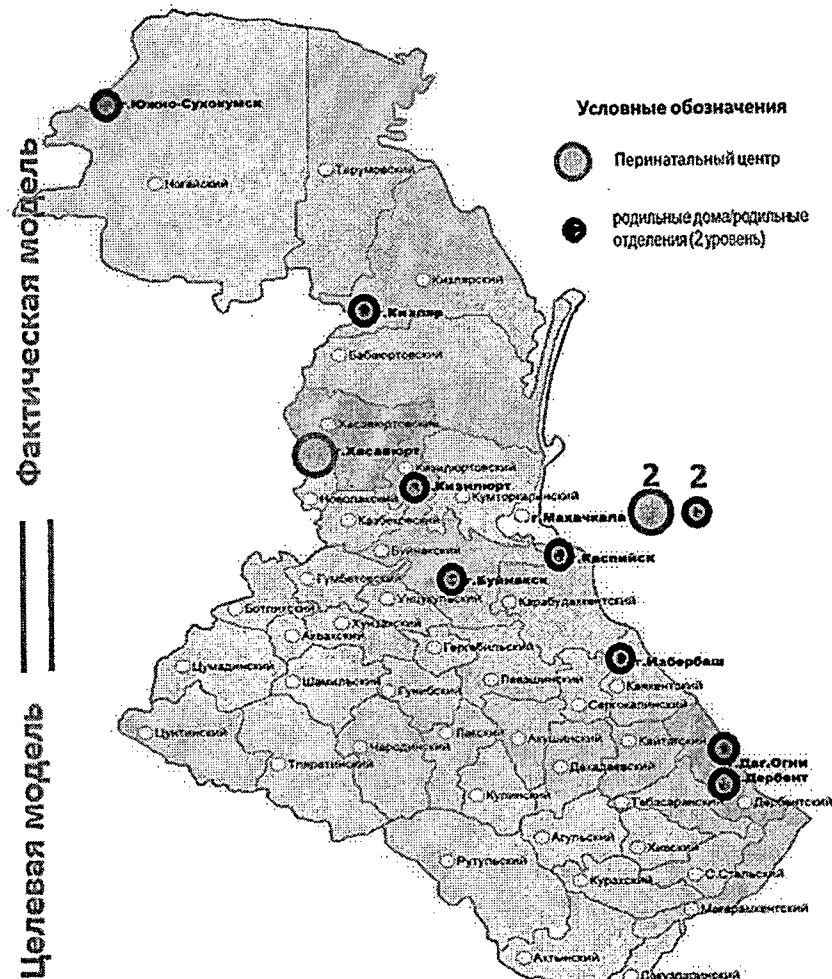 Фактическая модель
Целевая модель
Условные обозначения
Перинатальный центр
родильные дома/родильные
отделения (2 уровень)
г.Южно-Сухокумск
Ногайский
Тарумовский
Кизлярский
г.Кизляр
Бабаюртовский
Хасавюртовский
г.Хасавюрт
Кизилюртовский
г.Кизилюрт
Новолакский
Кумторкалинский
Казбековский
2 2
г.Махачкала
Буйнакский
г.Каспийск
Гумбетовский
г.Буйнакск
Унцукульский
Карабудахкентский
Ботлихский
Хунзахский
Ахвахский
Гергебильский
г.Избербаш
Цумадинский
Шамильский
Гунибский
Левашинский
Каякентский
Сергокалинский
Цунтинский
Тляратинский
Чародинский
Лакский
Акушинский
Кайтагский
Даг.Огни
Дахадаевский
г.Дербент
Кулинский
Табасаранский
Дербентский
Агульский
Хивский
Рутульский
Курахский
С.Стальский
Магарамкентский
Ахтынский
Докузпаринский